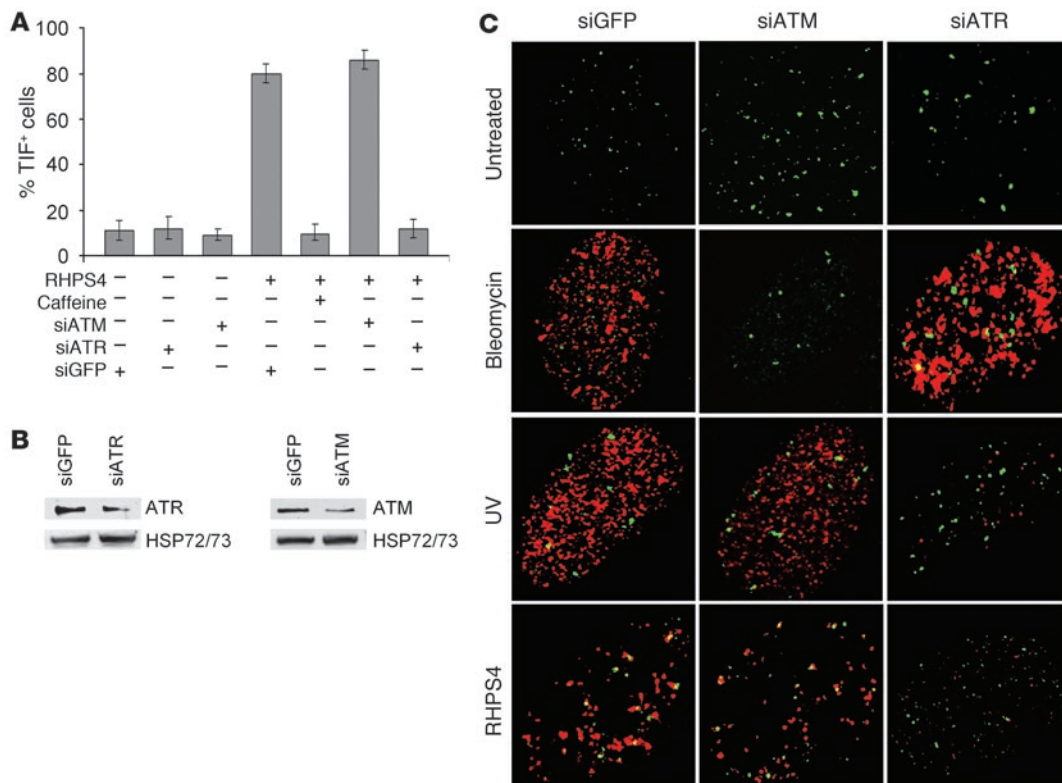 A
% TIF+ cells
100
80
60
40
20
0
RHPS4 – – – + + + +
Caffeine – – – – + – –
siATM – – + – – + –
siATR – + – – – – +
siGFP + – – + – – –
B
siGFP siATR
ATR
HSP72/73
siGFP siATM
ATM
HSP72/73
C
siGFP siATM siATR
Untreated
Bleomycin
UV
RHPS4